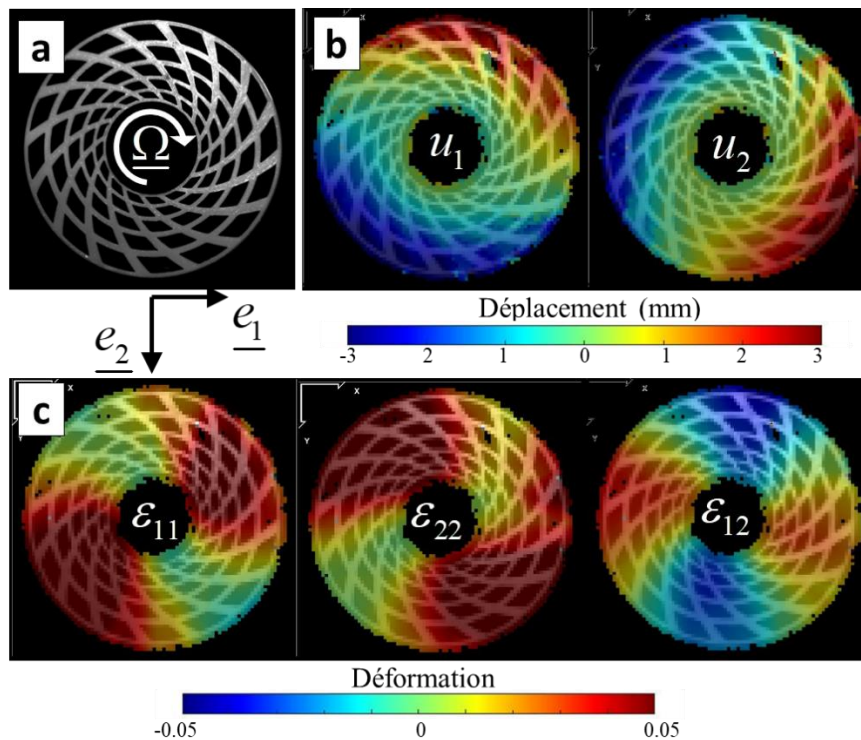 a
b
x
Y
Ω
u1
u2
e1
e2
Déplacement (mm)
-3 2 1 0 1 2 3
c
x
Y
x
Y
x
Y
ε11
ε22
ε12
Déformation
-0.05 0 0.05